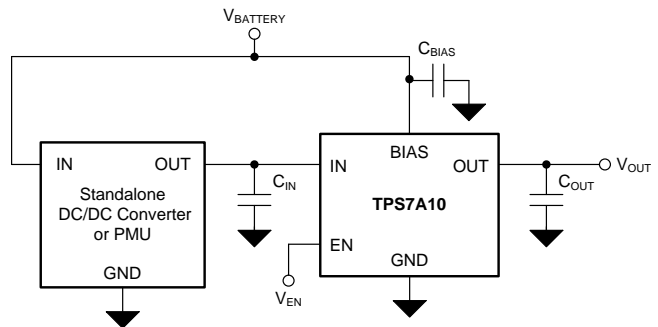 VBATTERY
CBIAS
IN
OUT
Standalone
DC/DC Converter
or PMU
GND
CIN
IN
BIAS
OUT
TPS7A10
EN
GND
VEN
COUT
VOUT